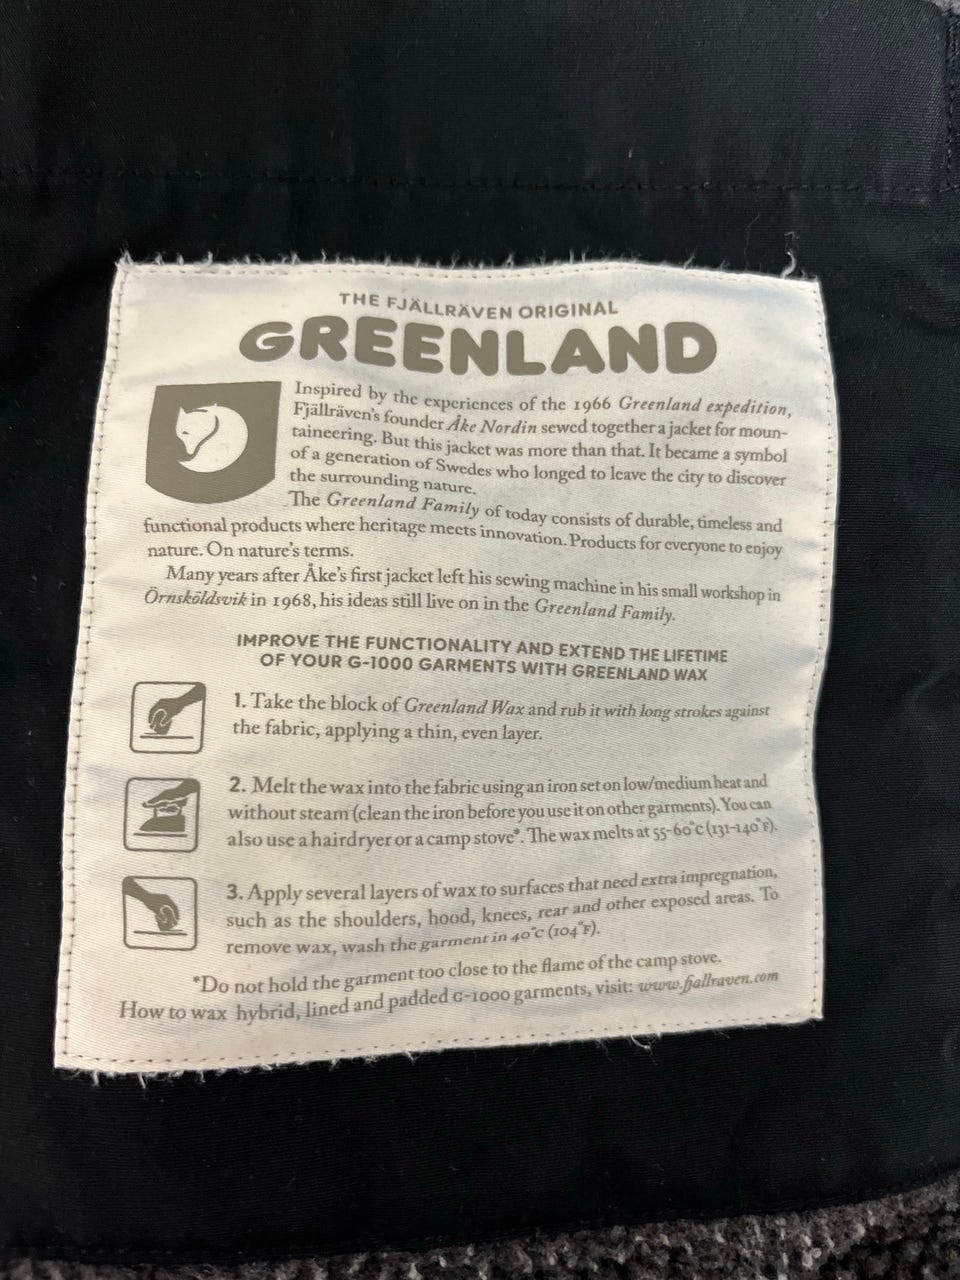 THE FJÄLLRÄVEN ORIGINAL
GREENLAND
Inspired by the experiences of the 1966 Greenland expedition,
Fjällräven's founder Åke Nordin sewed together a jacket for moun-
taineering. But this jacket was more than that. It became a symbol
of a generation of Swedes who longed to leave the city to discover
the surrounding nature.
The Greenland Family of today consists of durable, timeless and
functional products where heritage meets innovation. Products for everyone to enjoy
nature. On nature's terms.
Many years after Åke's first jacket left his sewing machine in his small workshop in
Örnsköldsvik in 1968, his ideas still live on in the Greenland Family.
IMPROVE THE FUNCTIONALITY AND EXTEND THE LIFETIME
OF YOUR G-1000 GARMENTS WITH GREENLAND WAX
1. Take the block of Greenland Wax and rub it with long strokes against
the fabric, applying a thin, even layer.
2. Melt the wax into the fabric using an iron set on low/medium heat and
without steam (clean the iron before you use it on other garments). You can
also use a hairdryer or a camp stove*. The wax melts at 55-60°C (131-140°F).
3. Apply several layers of wax to surfaces that need extra impregnation,
such as the shoulders, hood, knees, rear and other exposed areas. To
remove wax, wash the garment in 40°C (104°F).
*Do not hold the garment too close to the flame of the camp stove.
How to wax hybrid, lined and padded G-1000 garments, visit: www.fjallraven.com